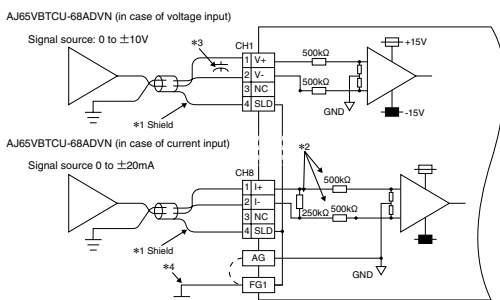 AJ65VBTCU-68ADVN (in case of voltage input)
Signal source: 0 to ±10V
*3
CH1
1 V+
2 V-
3 NC
4 SLD
500kΩ
500kΩ
+15V
-15V
GND
*1 Shield
AJ65VBTCU-68ADVN (in case of current input)
Signal source 0 to ±20mA
*2
CH8
1 I+
2 I-
3 NC
4 SLD
500kΩ
250kΩ 500kΩ
*1 Shield
AG
GND
*4
FG1